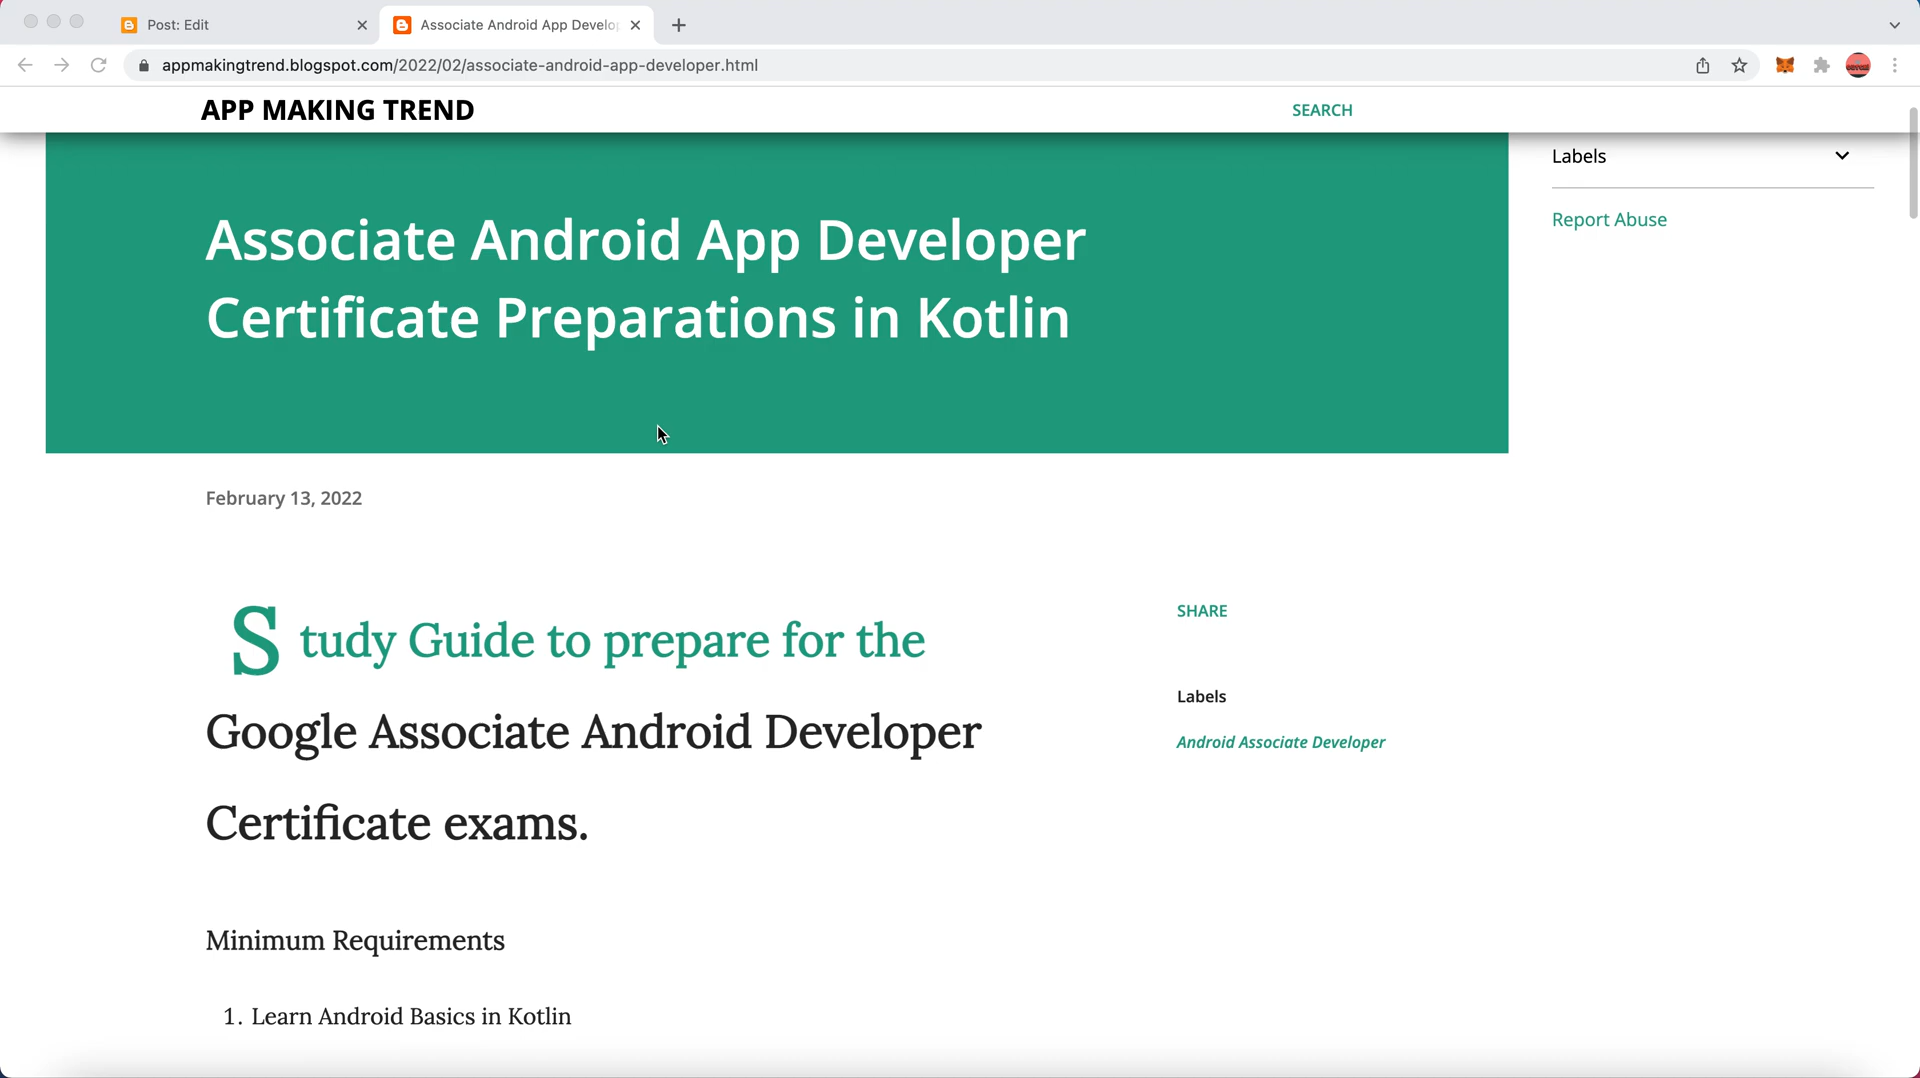 Post: Edit
Associate Android App Develo
appmakingtrend.blogspot.com/2022/02/associate-android-app-developer.html
APP MAKING TREND
SEARCH
Labels
Report Abuse
Associate Android App Developer
Certificate Preparations in Kotlin
February 13, 2022
Study Guide to prepare for the
Google Associate Android Developer
Certificate exams.
SHARE
Labels
Android Associate Developer
Minimum Requirements
1. Learn Android Basics in Kotlin